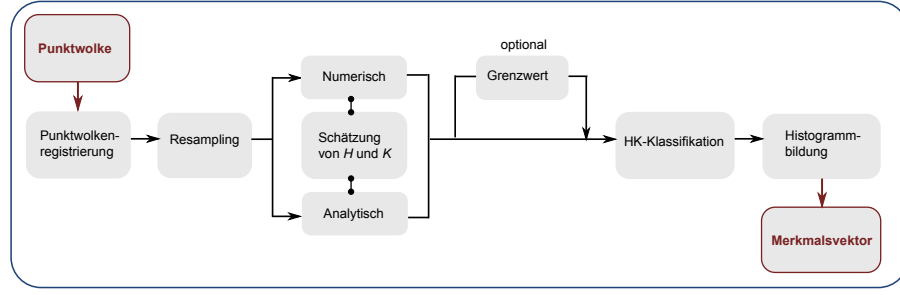 Punktwolke
Punktwolken-
registrierung
Resampling
Numerisch
Schätzung
von H und K
Analytisch
optional
Grenzwert
HK-Klassifikation
Histogramm-
bildung
Merkmalsvektor